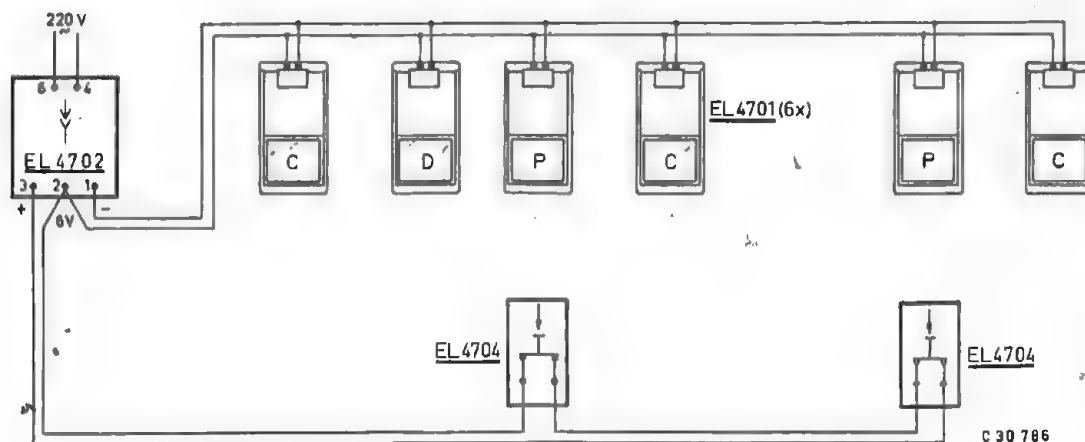 220 V
~
6 4
EL 4702
3 2 1
+ -
6V
C D P C P C
EL 4701 (6x)
EL 4704
EL 4704
C 30 786